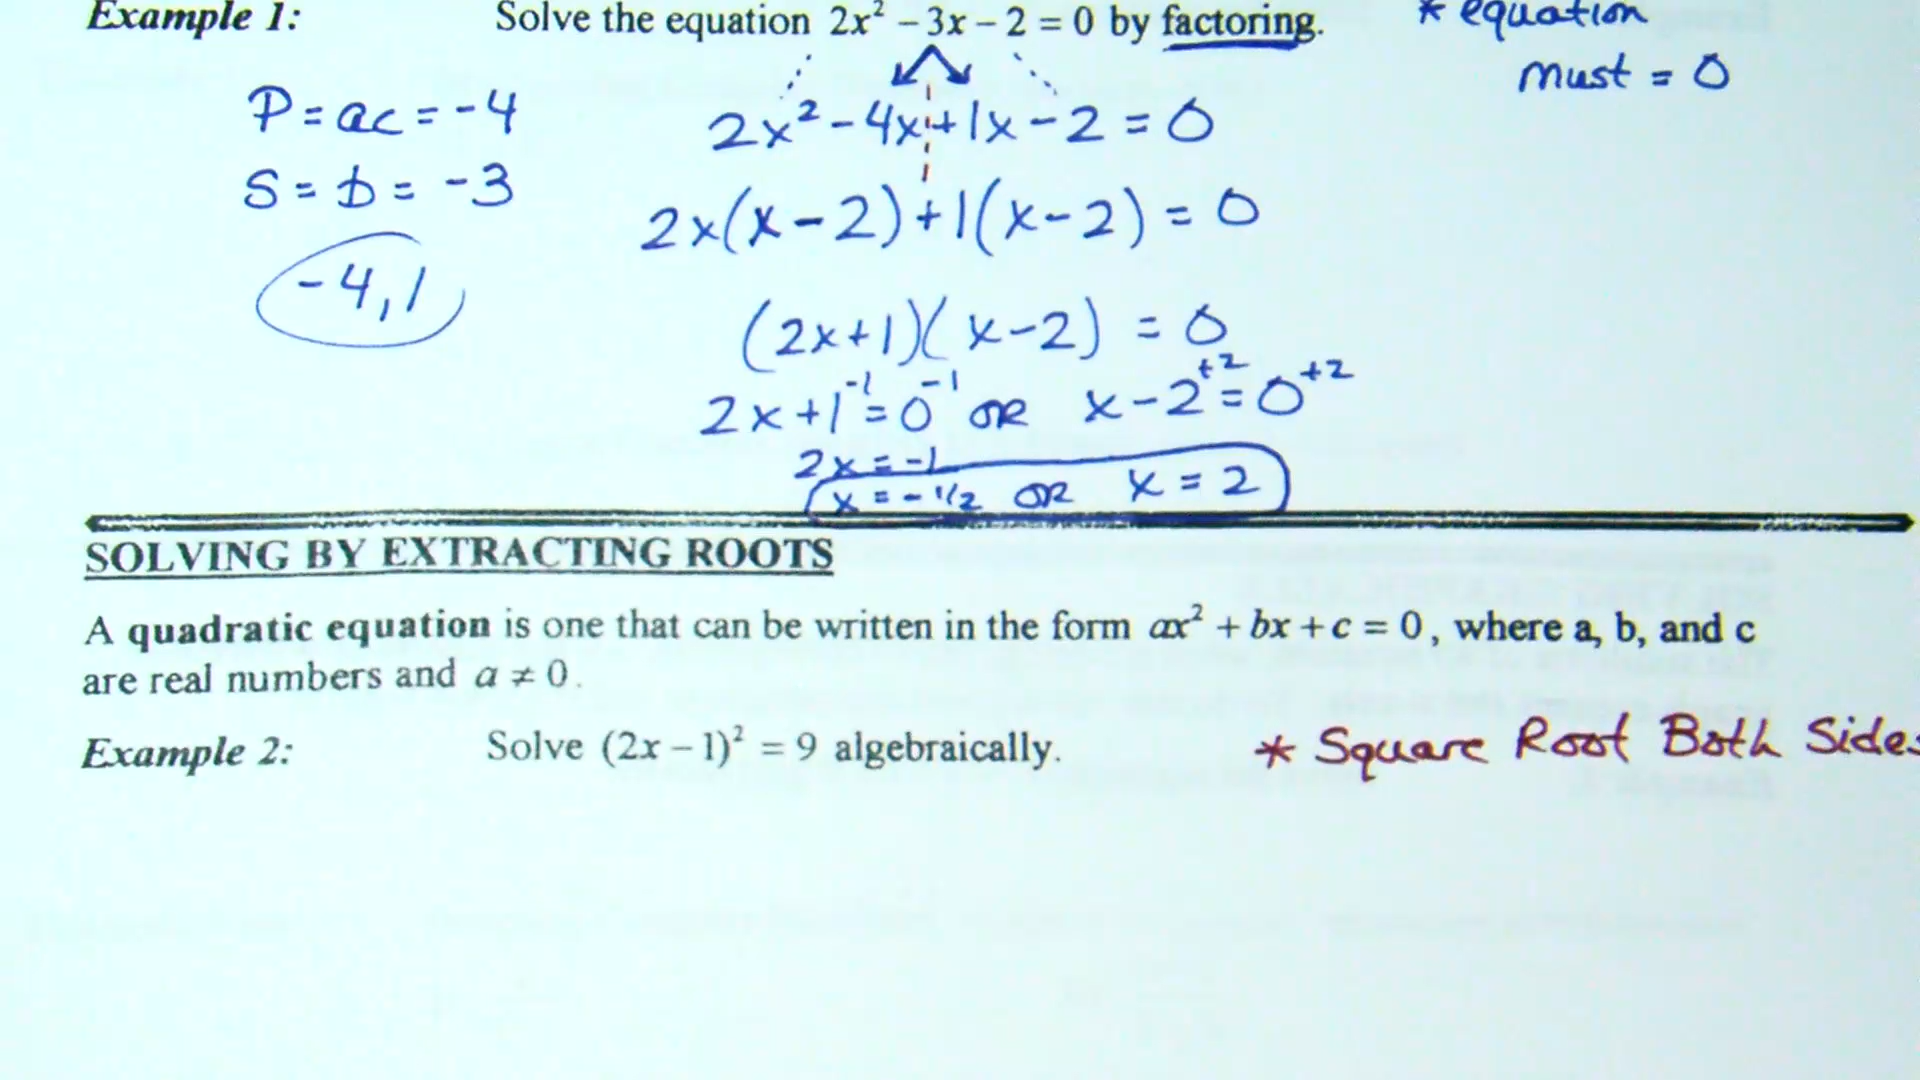 Example 1: Solve the equation 2x² – 3x – 2 = 0 by factoring. * equation
must = 0
P = ac = -4
2x² - 4x + 1x - 2 = 0
S = b = -3
2x(x - 2) + 1(x - 2) = 0
-4, 1
(2x + 1)(x - 2) = 0
2x + 1⁻¹ = 0⁻¹ OR x - 2⁺² = 0⁺²
2x = -1
x = -1/2 OR x = 2
SOLVING BY EXTRACTING ROOTS
A quadratic equation is one that can be written in the form ax² + bx + c = 0, where a, b, and c
are real numbers and a ≠ 0.
Example 2: Solve (2x – 1)² = 9 algebraically. * Square Root Both Sides